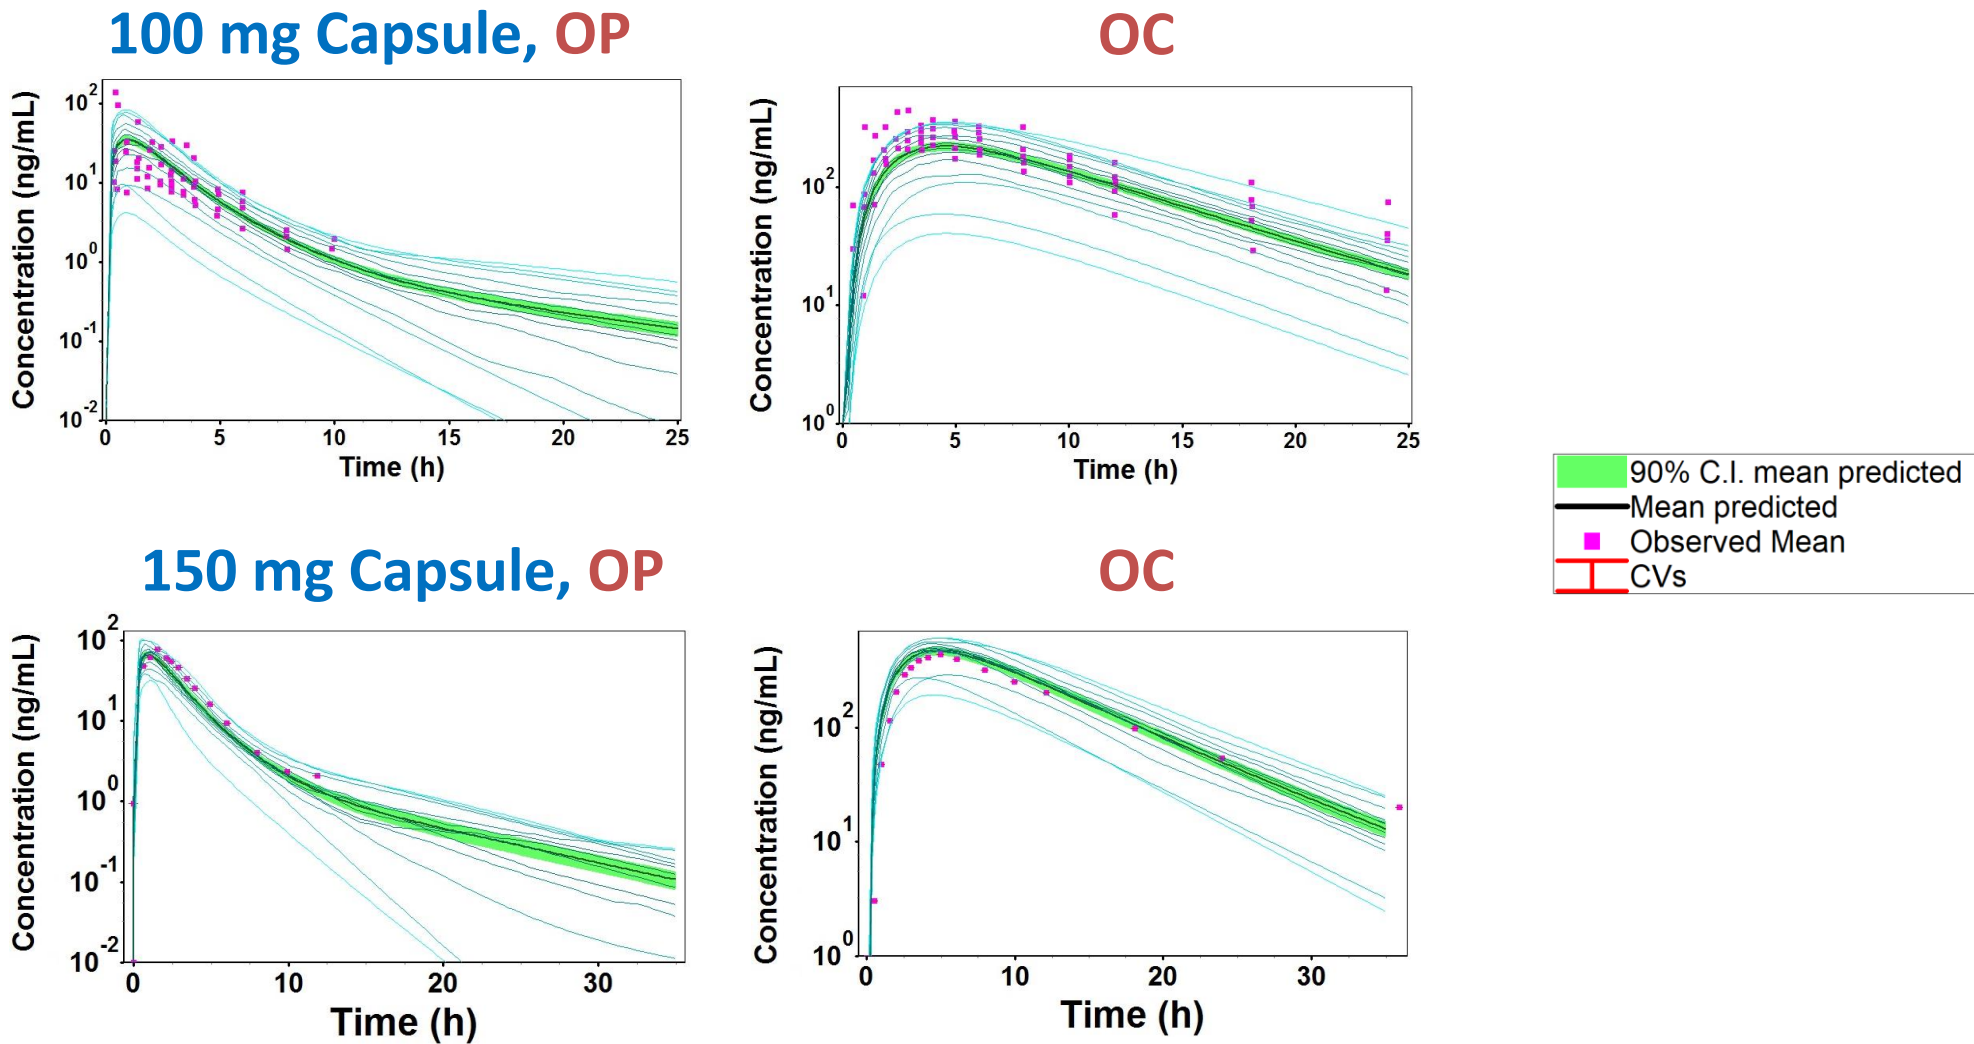 100 mg Capsule, OP
OC
Concentration (ng/mL)
10^2
10^1
10^0
10^-1
10^-2
0 5 10 15 20 25
Time (h)
Concentration (ng/mL)
10^2
10^1
10^0
0 5 10 15 20 25
Time (h)
90% C.I. mean predicted
Mean predicted
Observed Mean
CVs
150 mg Capsule, OP
OC
Concentration (ng/mL)
10^2
10^1
10^0
10^-1
10^-2
0 10 20 30
Time (h)
Concentration (ng/mL)
10^2
10^1
10^0
0 10 20 30
Time (h)